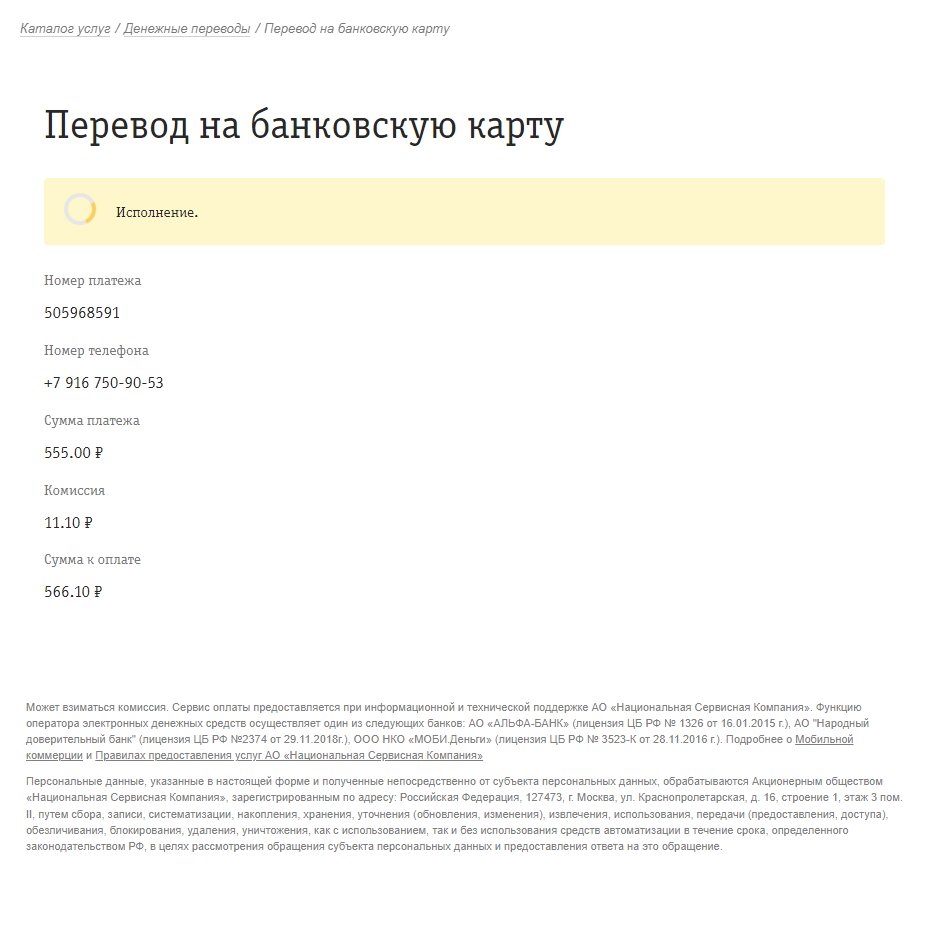 Каталог услуг / Денежные переводы / Перевод на банковскую карту
Перевод на банковскую карту
Исполнение.
Номер платежа
505968591
Номер телефона
+7 916 750-90-53
Сумма платежа
555.00 ₽
Комиссия
11.10 ₽
Сумма к оплате
566.10 ₽
Может взиматься комиссия. Сервис оплаты предоставляется при информационной и технической поддержке АО «Национальная Сервисная Компания». Функцию
оператора электронных денежных средств осуществляет один из следующих банков: АО «АЛЬФА-БАНК» (лицензия ЦБ РФ № 1326 от 16.01.2015 г.), АО "Народный
доверительный банк" (лицензия ЦБ РФ №2374 от 29.11.2018г.), ООО НКО «МОБИ.Деньги» (лицензия ЦБ РФ № 3523-К от 28.11.2016 г.). Подробнее о Мобильной
коммерции и Правилах предоставления услуг АО «Национальная Сервисная Компания»
Персональные данные, указанные в настоящей форме и полученные непосредственно от субъекта персональных данных, обрабатываются Акционерным обществом
«Национальная Сервисная Компания», зарегистрированным по адресу: Российская Федерация, 127473, г. Москва, ул. Краснопролетарская, д. 16, строение 1, этаж 3 пом.
II, путем сбора, записи, систематизации, накопления, хранения, уточнения (обновления, изменения), извлечения, использования, передачи (предоставления, доступа),
обезличивания, блокирования, удаления, уничтожения, как с использованием, так и без использования средств автоматизации в течение срока, определенного
законодательством РФ, в целях рассмотрения обращения субъекта персональных данных и предоставления ответа на это обращение.